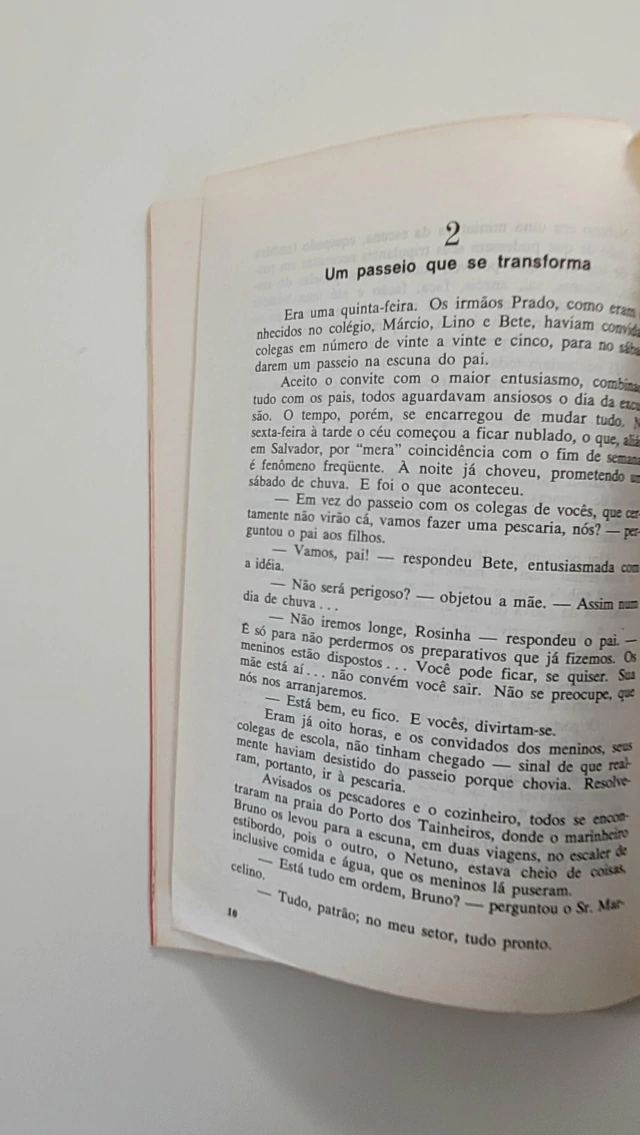 2
Um passeio que se transforma
Era uma quinta-feira. Os irmãos Prado, como eram
nhecidos no colégio, Márcio, Lino e Bete, haviam convida
colegas em número de vinte a vinte e cinco, para no sába
darem um passeio na escuna do pai.
Aceito o convite com o maior entusiasmo, combina
tudo com os pais, todos aguardavam ansiosos o dia da excu
são. O tempo, porém, se encarregou de mudar tudo. N
sexta-feira à tarde o céu começou a ficar nublado, o que, aliá
em Salvador, por "mera" coincidência com o fim de semana
é fenômeno freqüente. À noite já choveu, prometendo um
sábado de chuva. E foi o que aconteceu.
— Em vez do passeio com os colegas de vocês, que cer-
tamente não virão cá, vamos fazer uma pescaria, nós? — per-
guntou o pai aos filhos.
— Vamos, pai! — respondeu Bete, entusiasmada com
a idéia.
— Não será perigoso? — objetou a mãe. — Assim num
dia de chuva...
— Não iremos longe, Rosinha — respondeu o pai. —
É só para não perdermos os preparativos que já fizemos. Os
meninos estão dispostos... Você pode ficar, se quiser. Sua
mãe está aí... não convém você sair. Não se preocupe, que
nós nos arranjaremos.
— Está bem, eu fico. E vocês, divirtam-se.
Eram já oito horas, e os convidados dos meninos, seus
colegas de escola, não tinham chegado — sinal de que real-
mente haviam desistido do passeio porque chovia. Resolve-
ram, portanto, ir à pescaria.
Avisados os pescadores e o cozinheiro, todos se encon-
traram na praia do Porto dos Tainheiros, donde o marinheiro
Bruno os levou para a escuna, em duas viagens, no escaler de
estibordo, pois o outro, o Netuno, estava cheio de coisas,
inclusive comida e água, que os meninos lá puseram.
— Está tudo em ordem, Bruno? — perguntou o Sr. Mar-
celino.
— Tudo, patrão; no meu setor, tudo pronto.
10